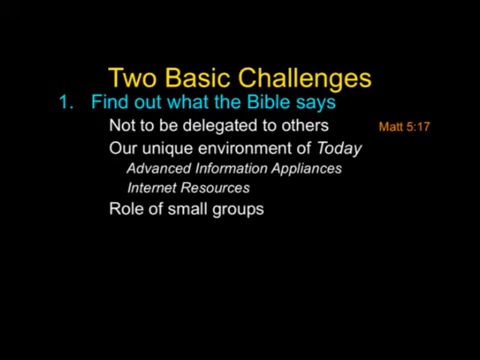 Two Basic Challenges
1. Find out what the Bible says
Not to be delegated to others Matt 5:17
Our unique environment of Today
Advanced Information Appliances
Internet Resources
Role of small groups